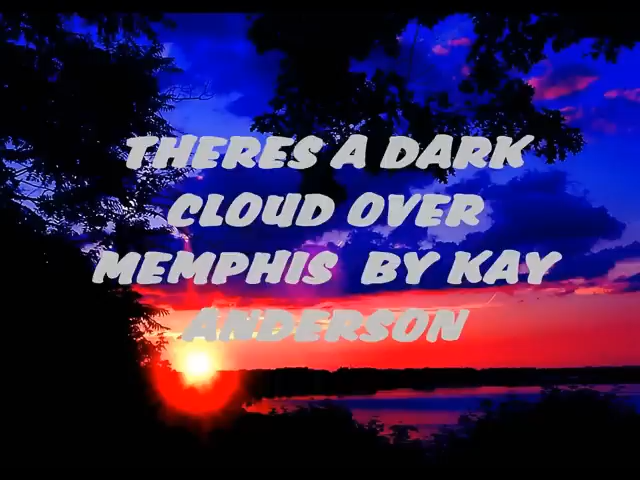 THERES A DARK
CLOUD OVER
MEMPHIS BY KAY
ANDERSON